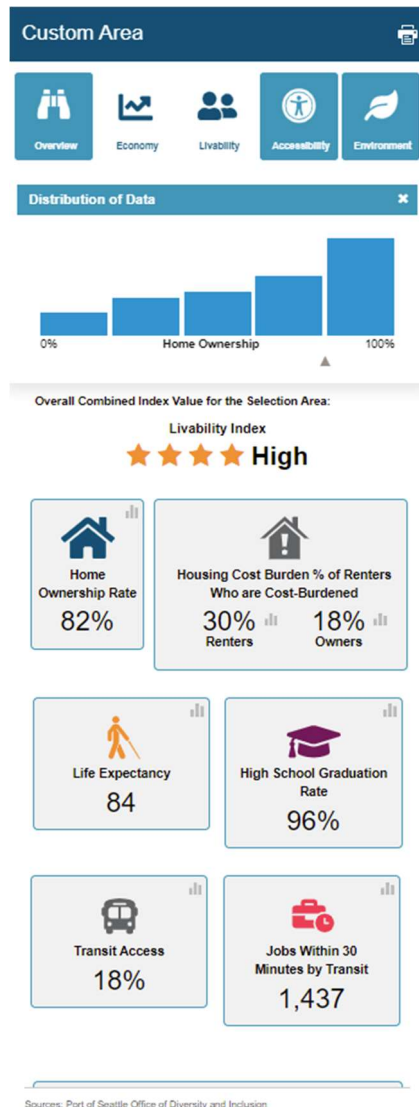 Custom Area
Overview Economy Livability Accessibility Environment
Distribution of Data
0% Home Ownership 100%
Overall Combined Index Value for the Selection Area:
Livability Index
High
Home
Ownership Rate
82%
Housing Cost Burden % of Renters
Who are Cost-Burdened
30% 18%
Renters Owners
Life Expectancy
84
High School Graduation
Rate
96%
Transit Access
18%
Jobs Within 30
Minutes by Transit
1,437
Sources: Port of Seattle Office of Diversity and Inclusion